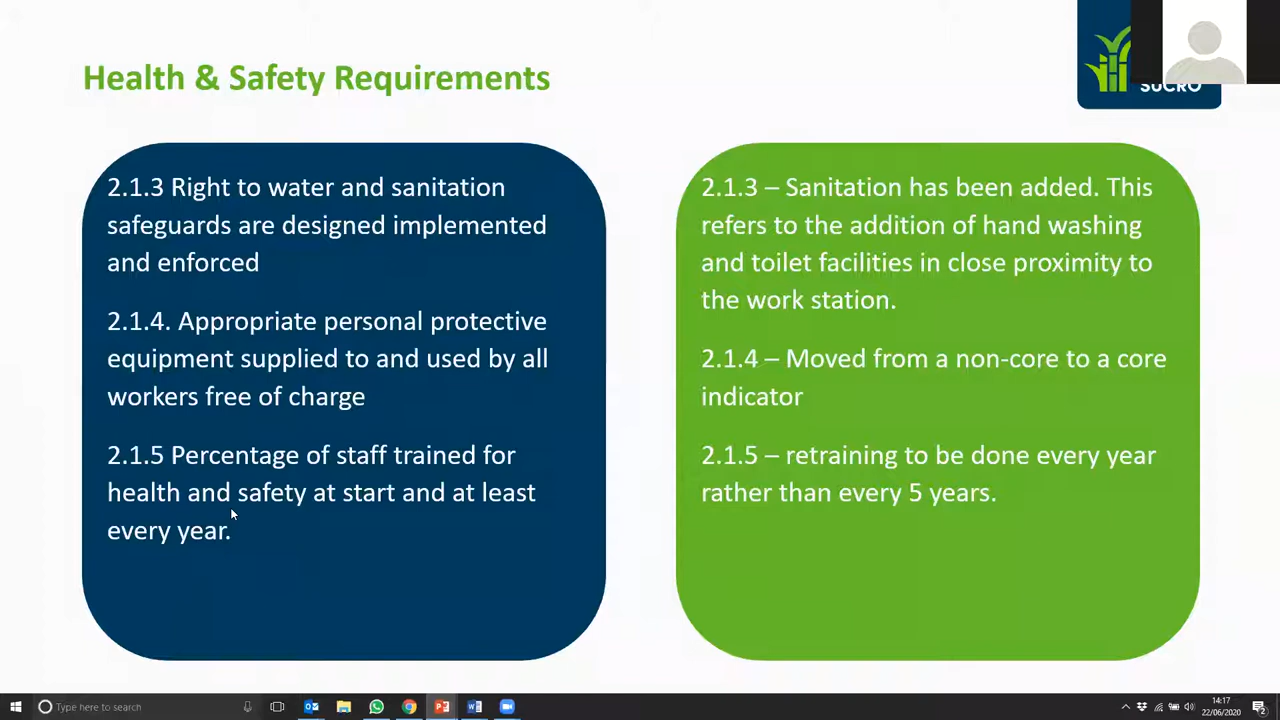 Health & Safety Requirements
SUCRO
2.1.3 Right to water and sanitation
safeguards are designed implemented
and enforced
2.1.4. Appropriate personal protective
equipment supplied to and used by all
workers free of charge
2.1.5 Percentage of staff trained for
health and safety at start and at least
every year.
2.1.3 – Sanitation has been added. This
refers to the addition of hand washing
and toilet facilities in close proximity to
the work station.
2.1.4 – Moved from a non-core to a core
indicator
2.1.5 – retraining to be done every year
rather than every 5 years.
Type here to search
14:17
22/06/2020